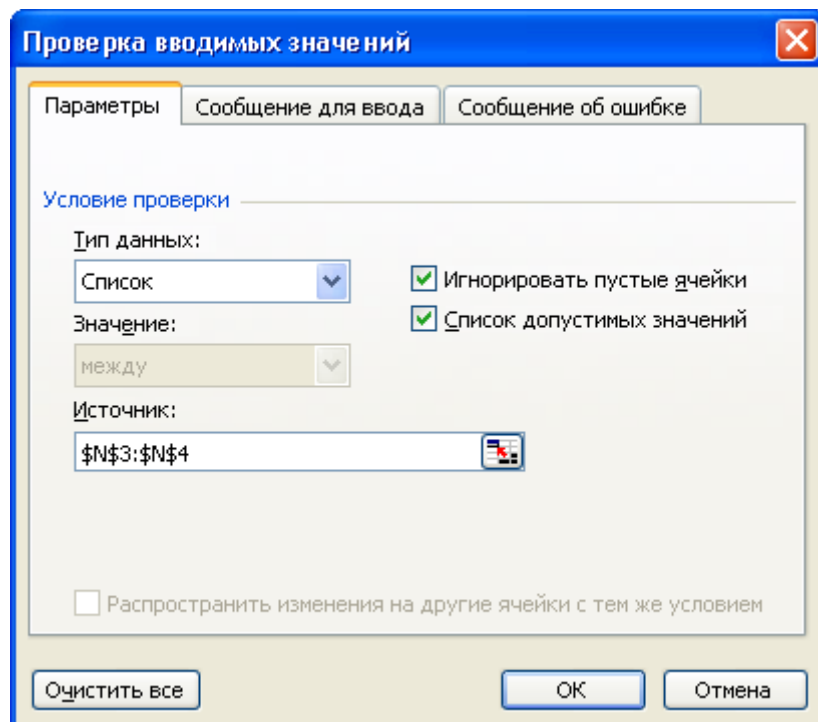 Проверка вводимых значений
Параметры Сообщение для ввода Сообщение об ошибке
Условие проверки
Тип данных:
Список Игнорировать пустые ячейки
Значение: Список допустимых значений
между
Источник:
$N$3:$N$4
Распространить изменения на другие ячейки с тем же условием
Очистить все ОК Отмена